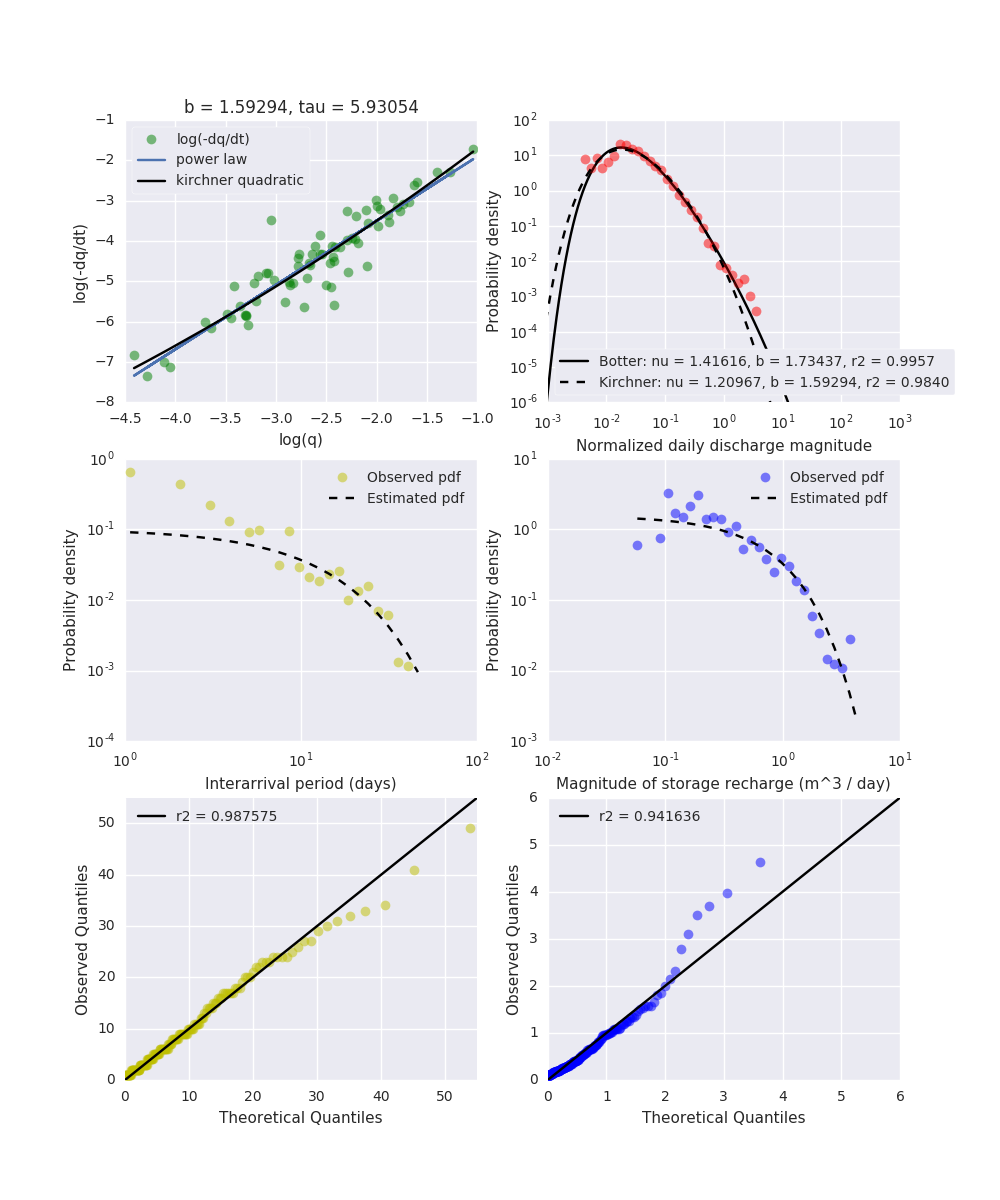 b = 1.59294, tau = 5.93054
log(-dq/dt)
power law
kirchner quadratic
−1
−2
−3
−4
−5
−6
−7
−8
log(-dq/dt)
−4.5 −4.0 −3.5 −3.0 −2.5 −2.0 −1.5 −1.0
log(q)
10^2
10^1
10^0
10^-1
10^-2
10^-3
10^-4
10^-5
10^-6
Probability density
Botter: nu = 1.41616, b = 1.73437, r2 = 0.9957
Kirchner: nu = 1.20967, b = 1.59294, r2 = 0.9840
10^-3 10^-2 10^-1 10^0 10^1 10^2 10^3
Normalized daily discharge magnitude
10^0
10^-1
10^-2
10^-3
10^-4
Probability density
Observed pdf
Estimated pdf
10^0 10^1 10^2
Interarrival period (days)
10^1
10^0
10^-1
10^-2
10^-3
Probability density
Observed pdf
Estimated pdf
10^-2 10^-1 10^0 10^1
Magnitude of storage recharge (m^3 / day)
r2 = 0.987575
50
40
30
20
10
0
Observed Quantiles
0 10 20 30 40 50
Theoretical Quantiles
r2 = 0.941636
6
5
4
3
2
1
0
Observed Quantiles
0 1 2 3 4 5 6
Theoretical Quantiles